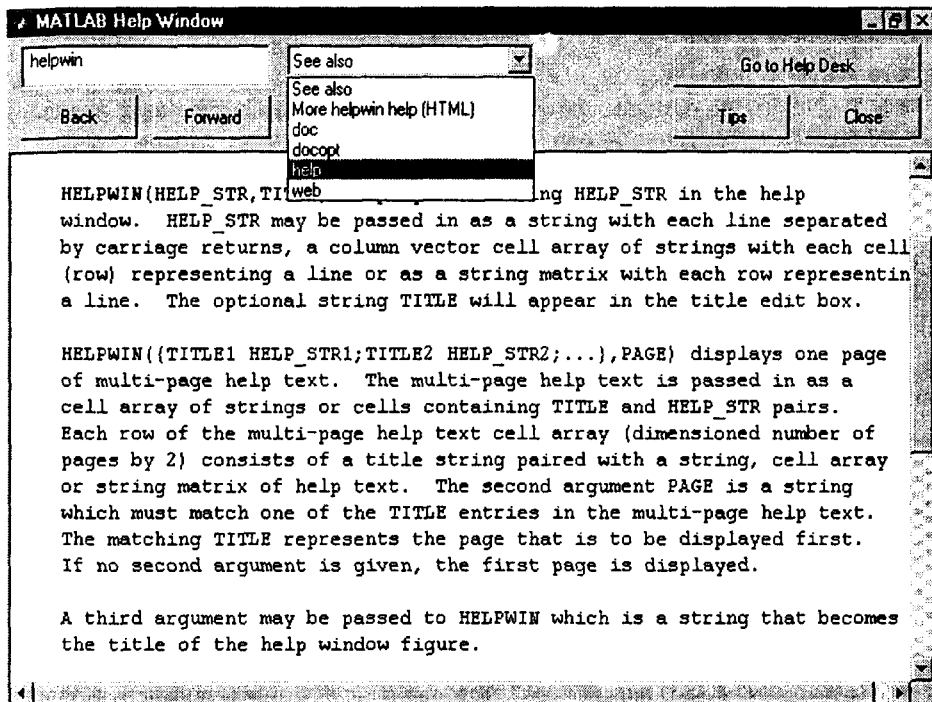 MATLAB Help Window
helpwin
See also
Go to Help Desk
See also
More helpwin help (HTML)
doc
docopt
help
web
Back
Forward
Tips
Close
HELPWIN(HELP_STR, ng HELP_STR in the help
window. HELP_STR may be passed in as a string with each line separated
by carriage returns, a column vector cell array of strings with each cell
(row) representing a line or as a string matrix with each row representin
a line. The optional string TITLE will appear in the title edit box.
HELPWIN({TITLE1 HELP_STR1;TITLE2 HELP_STR2;...},PAGE) displays one page
of multi-page help text. The multi-page help text is passed in as a
cell array of strings or cells containing TITLE and HELP_STR pairs.
Each row of the multi-page help text cell array (dimensioned number of
pages by 2) consists of a title string paired with a string, cell array
or string matrix of help text. The second argument PAGE is a string
which must match one of the TITLE entries in the multi-page help text.
The matching TITLE represents the page that is to be displayed first.
If no second argument is given, the first page is displayed.
A third argument may be passed to HELPWIN which is a string that becomes
the title of the help window figure.